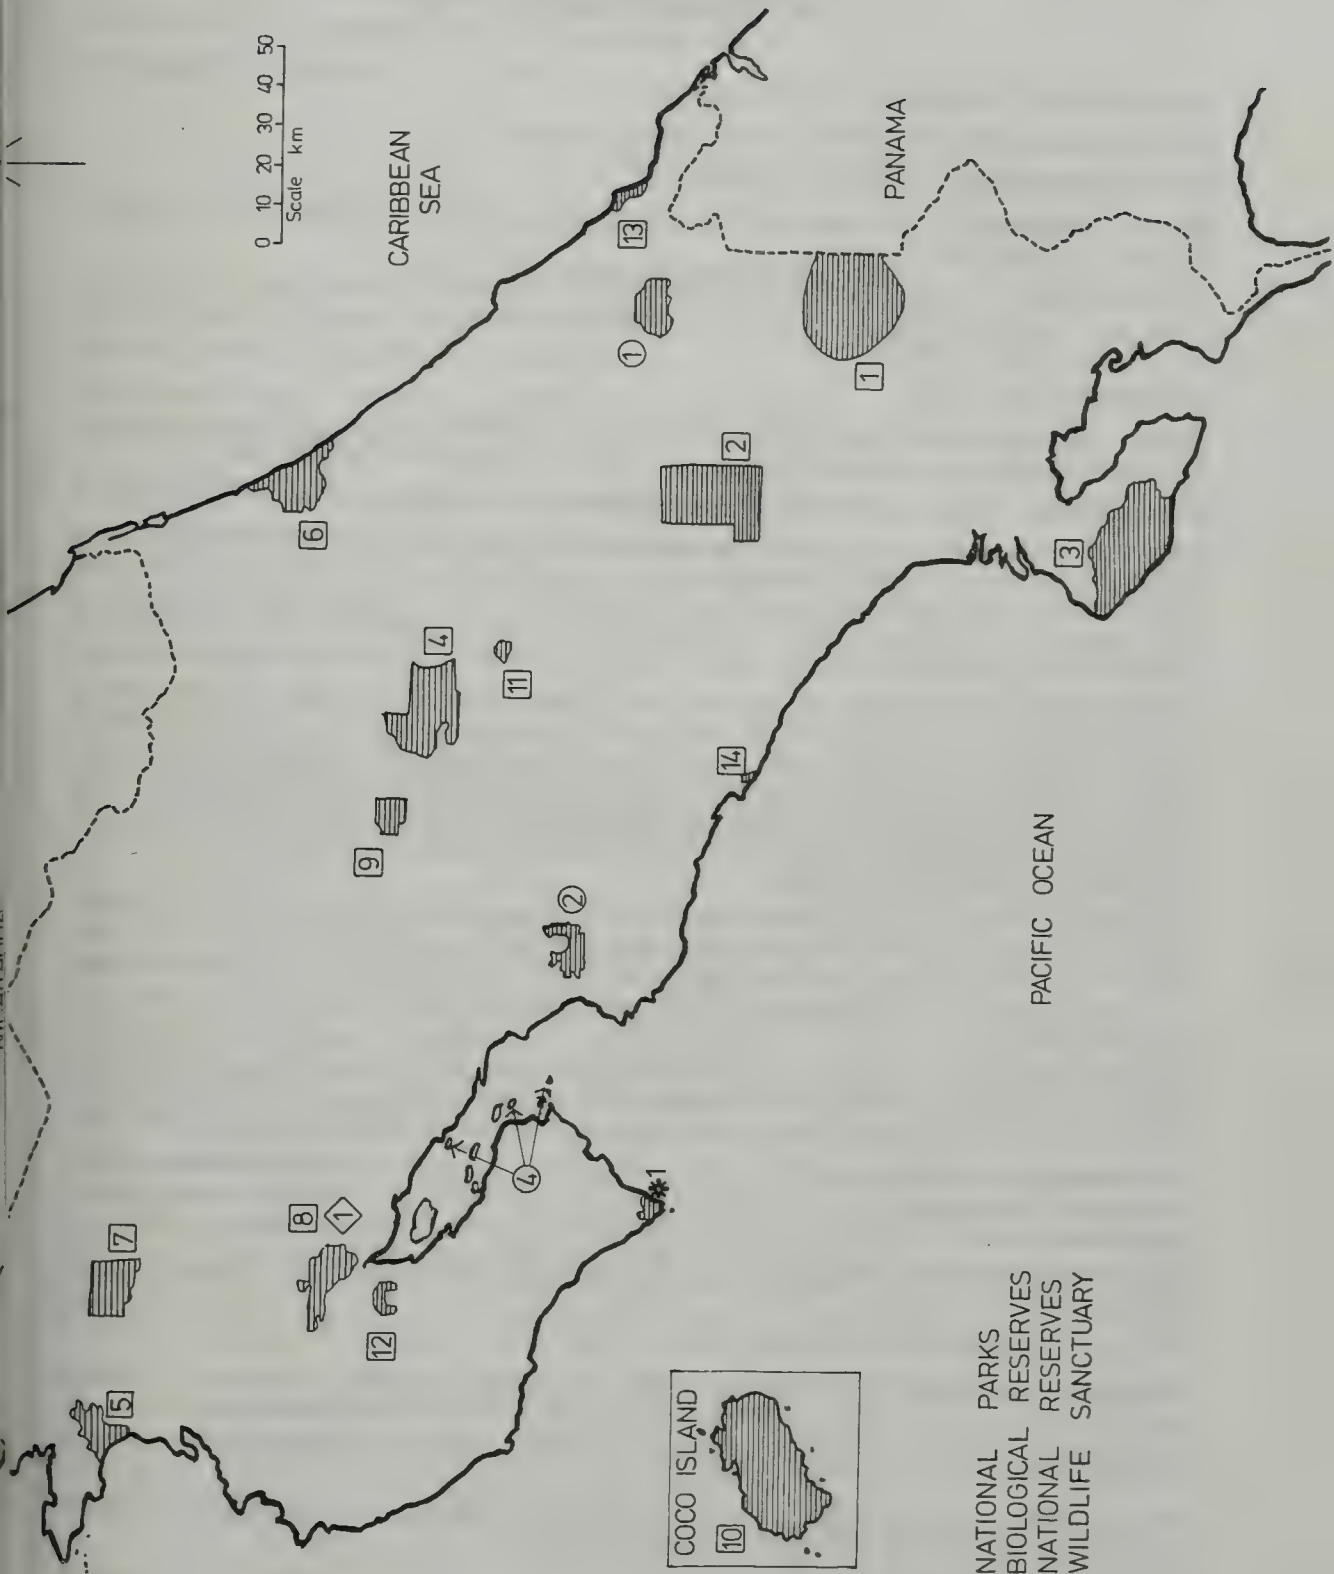 0 10 20 30 40 50
Scale km
CARIBBEAN
SEA
PANAMA
PACIFIC OCEAN
5
7
8
1
12
4
*1
9
4
11
2
6
14
2
1
13
1
3
COCO ISLAND
10
NATIONAL PARKS
BIOLOGICAL RESERVES
NATIONAL RESERVES
WILDLIFE SANCTUARY